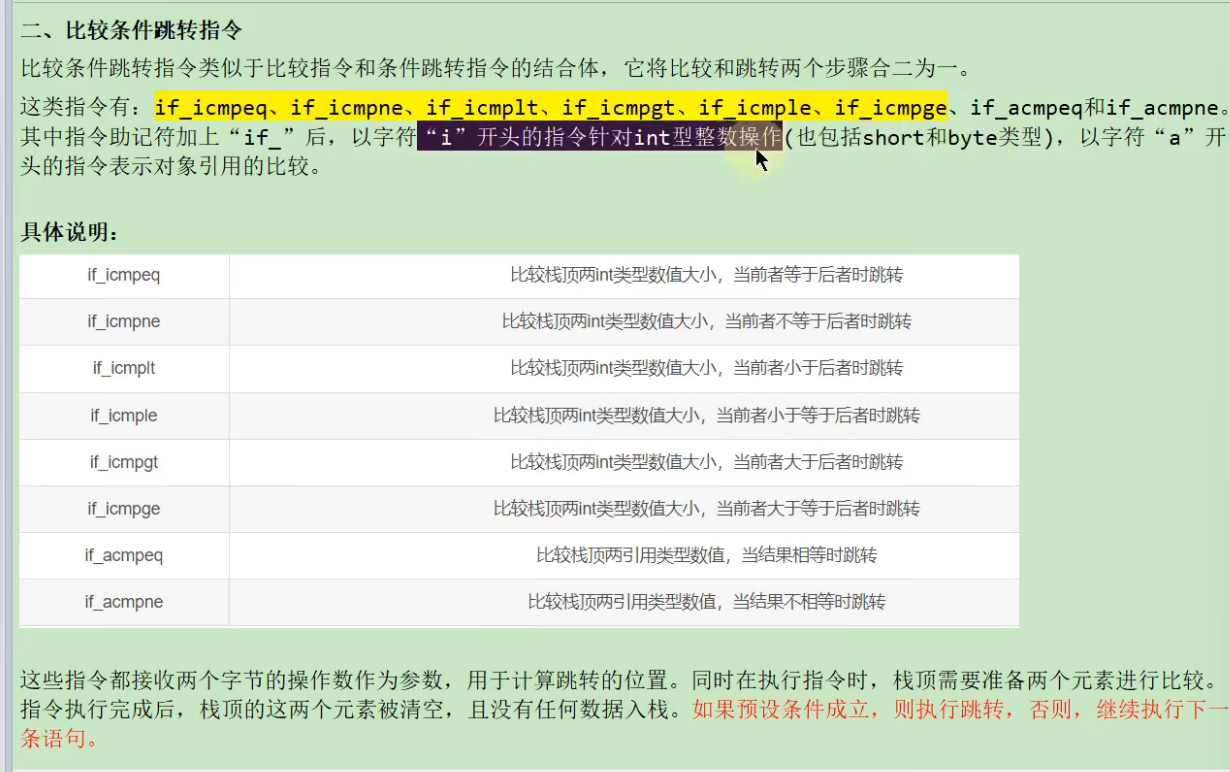 二、比较条件跳转指令
比较条件跳转指令类似于比较指令和条件跳转指令的结合体，它将比较和跳转两个步骤合二为一。
这类指令有：if_icmpeq、if_icmpne、if_icmplt、if_icmpgt、if_icmple、if_icmpge、if_acmpeq和if_acmpne。
其中指令助记符加上“if_”后，以字符“i”开头的指令针对int型整数操作(也包括short和byte类型)，以字符“a”开
头的指令表示对象引用的比较。
具体说明：
if_icmpeq 比较栈顶两int类型数值大小，当前者等于后者时跳转
if_icmpne 比较栈顶两int类型数值大小，当前者不等于后者时跳转
if_icmplt 比较栈顶两int类型数值大小，当前者小于后者时跳转
if_icmple 比较栈顶两int类型数值大小，当前者小于等于后者时跳转
if_icmpgt 比较栈顶两int类型数值大小，当前者大于后者时跳转
if_icmpge 比较栈顶两int类型数值大小，当前者大于等于后者时跳转
if_acmpeq 比较栈顶两引用类型数值，当结果相等时跳转
if_acmpne 比较栈顶两引用类型数值，当结果不相等时跳转
这些指令都接收两个字节的操作数作为参数，用于计算跳转的位置。同时在执行指令时，栈顶需要准备两个元素进行比较。
指令执行完成后，栈顶的这两个元素被清空，且没有任何数据入栈。如果预设条件成立，则执行跳转，否则，继续执行下一
条语句。